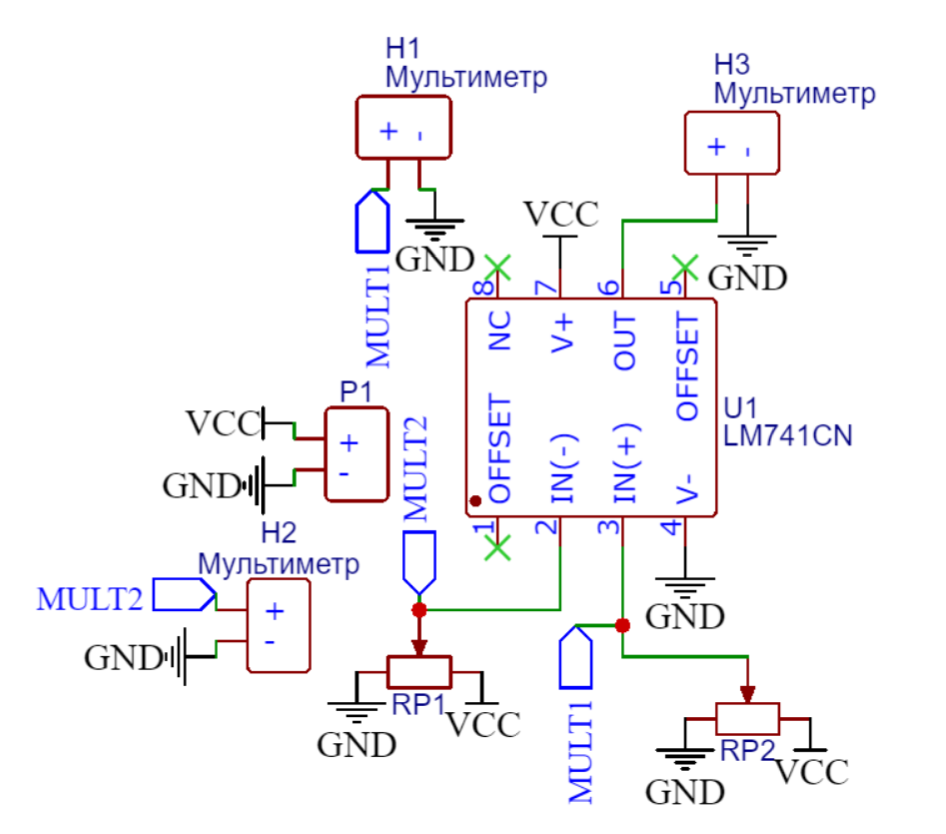 H1
Мультиметр
+ -
H3
Мультиметр
+ -
MULT1
GND
VCC
GND
8
7
6
5
NC
V+
OUT
OFFSET
U1
LM741CN
OFFSET
IN(-)
IN(+)
V-
1
2
3
4
P1
VCC
+
GND
-
MULT2
H2
Мультиметр
MULT2
+
GND
-
GND
RP1
VCC
GND
MULT1
RP2
VCC
GND